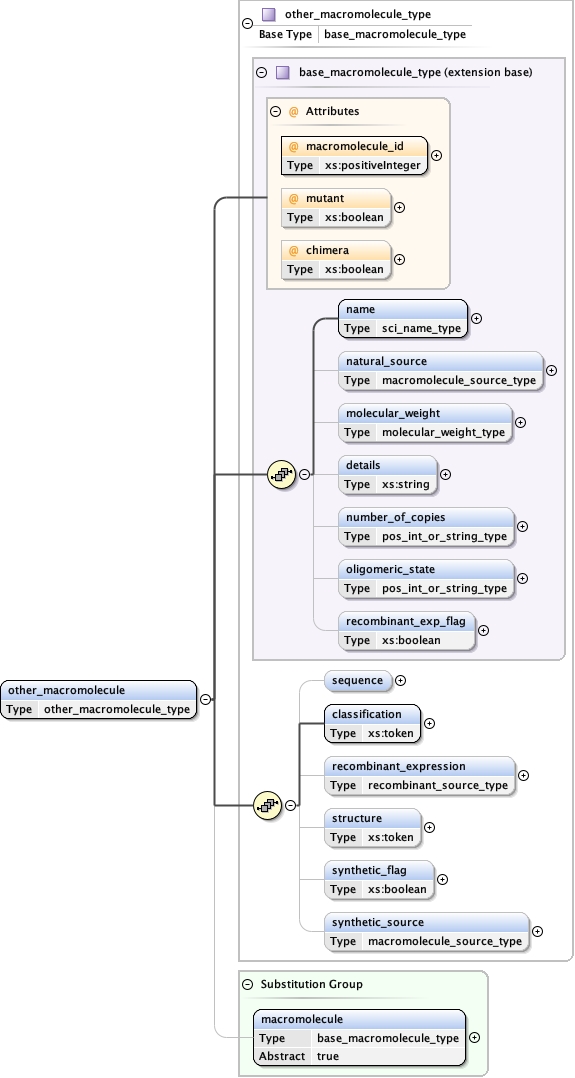 other_macromolecule_type
Base Type base_macromolecule_type
base_macromolecule_type (extension base)
@ Attributes
@ macromolecule_id
Type xs:positiveInteger
@ mutant
Type xs:boolean
@ chimera
Type xs:boolean
name
Type sci_name_type
natural_source
Type macromolecule_source_type
molecular_weight
Type molecular_weight_type
details
Type xs:string
number_of_copies
Type pos_int_or_string_type
oligomeric_state
Type pos_int_or_string_type
recombinant_exp_flag
Type xs:boolean
other_macromolecule
Type other_macromolecule_type
sequence
classification
Type xs:token
recombinant_expression
Type recombinant_source_type
structure
Type xs:token
synthetic_flag
Type xs:boolean
synthetic_source
Type macromolecule_source_type
Substitution Group
macromolecule
Type base_macromolecule_type
Abstract true